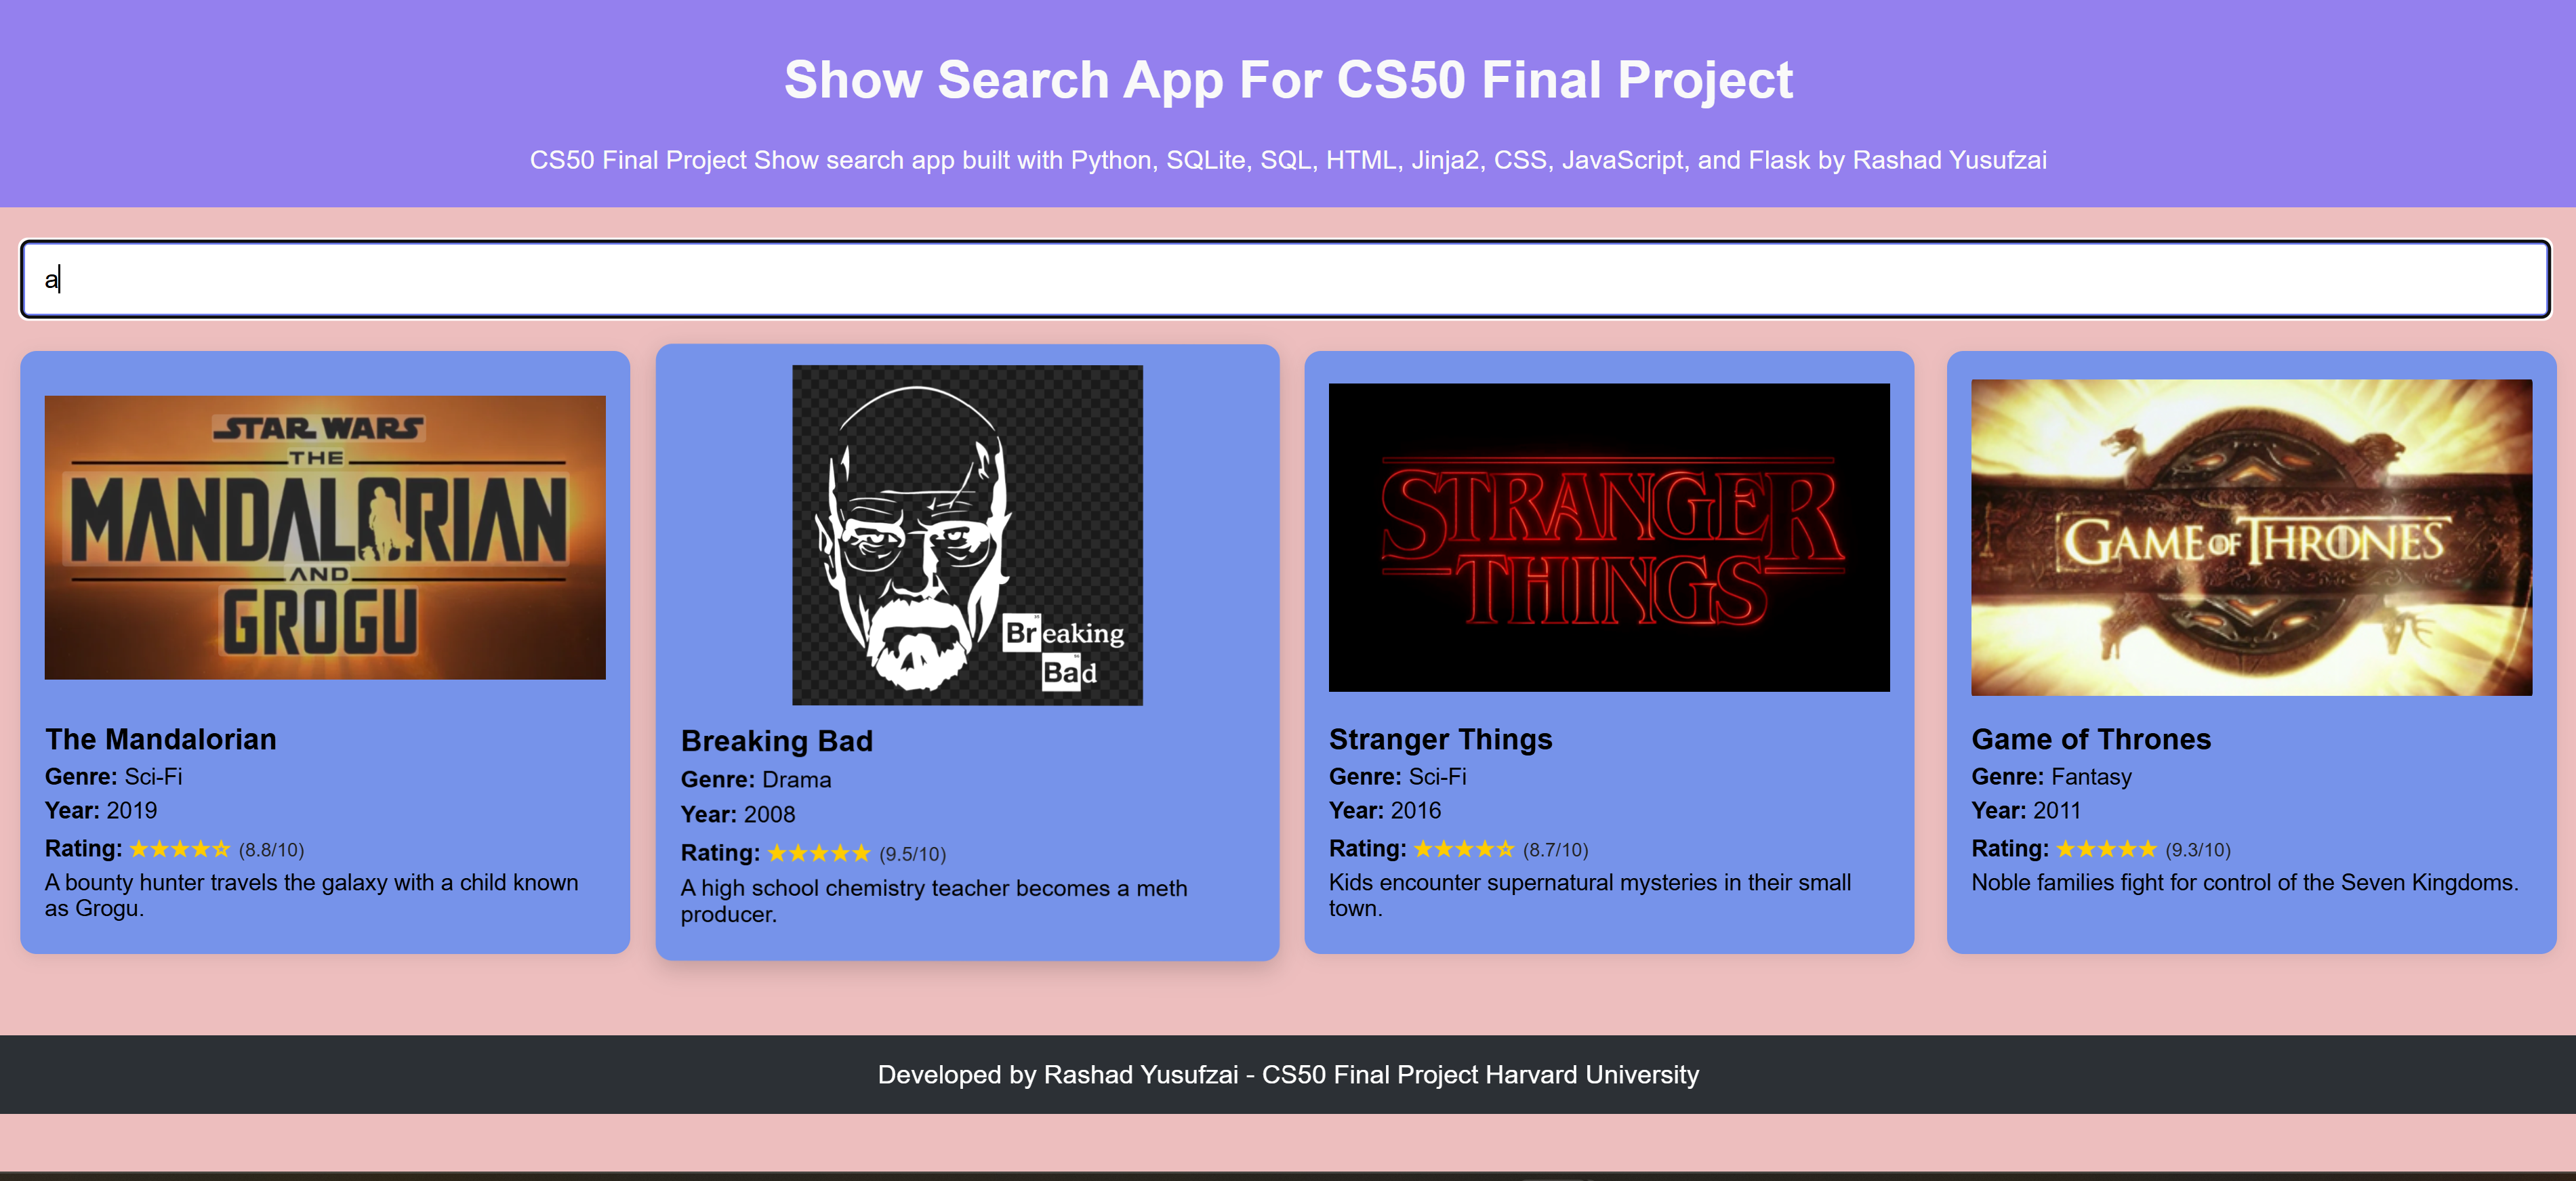 Show Search App For CS50 Final Project
CS50 Final Project Show search app built with Python, SQLite, SQL, HTML, Jinja2, CSS, JavaScript, and Flask by Rashad Yusufzai
a
STAR WARS
THE
MANDALORIAN
AND
GROGU
The Mandalorian
Genre: Sci-Fi
Year: 2019
Rating: ★★★★☆ (8.8/10)
A bounty hunter travels the galaxy with a child known
as Grogu.
Breaking
Bad
Breaking Bad
Genre: Drama
Year: 2008
Rating: ★★★★★ (9.5/10)
A high school chemistry teacher becomes a meth
producer.
STRANGER
THINGS
Stranger Things
Genre: Sci-Fi
Year: 2016
Rating: ★★★★☆ (8.7/10)
Kids encounter supernatural mysteries in their small
town.
GAME OF THRONES
Game of Thrones
Genre: Fantasy
Year: 2011
Rating: ★★★★★ (9.3/10)
Noble families fight for control of the Seven Kingdoms.
Developed by Rashad Yusufzai - CS50 Final Project Harvard University